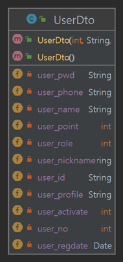 C UserDto
m UserDto(int, String,
m UserDto()
f user_pwd String
f user_phone String
f user_name String
f user_point int
f user_role int
f user_nickname ring
f user_id String
f user_profile String
f user_activate int
f user_no int
f user_regdate Date